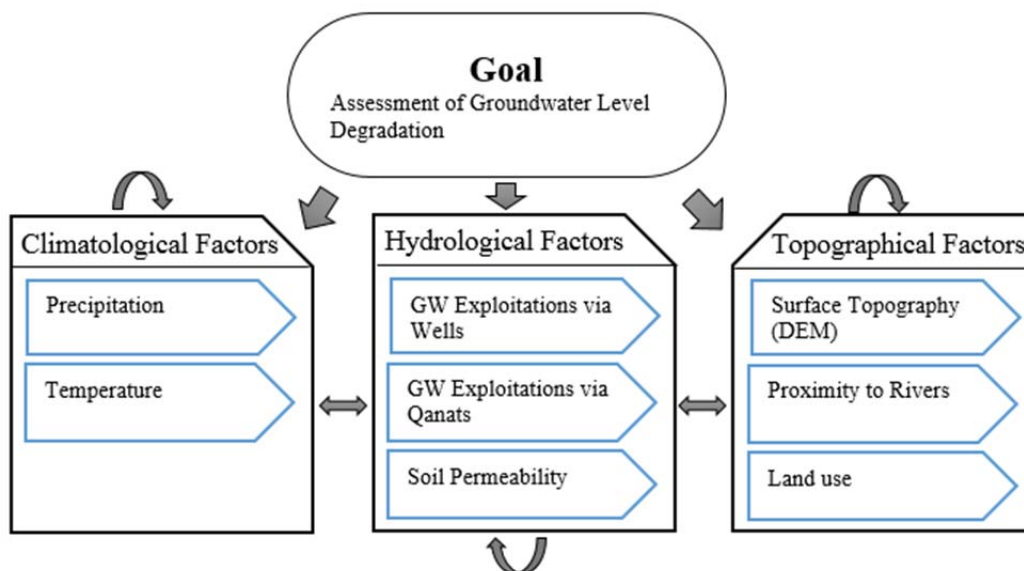 Goal
Assessment of Groundwater Level
Degradation
Climatological Factors
Precipitation
Temperature
Hydrological Factors
GW Exploitations via
Wells
GW Exploitations via
Qanats
Soil Permeability
Topographical Factors
Surface Topography
(DEM)
Proximity to Rivers
Land use